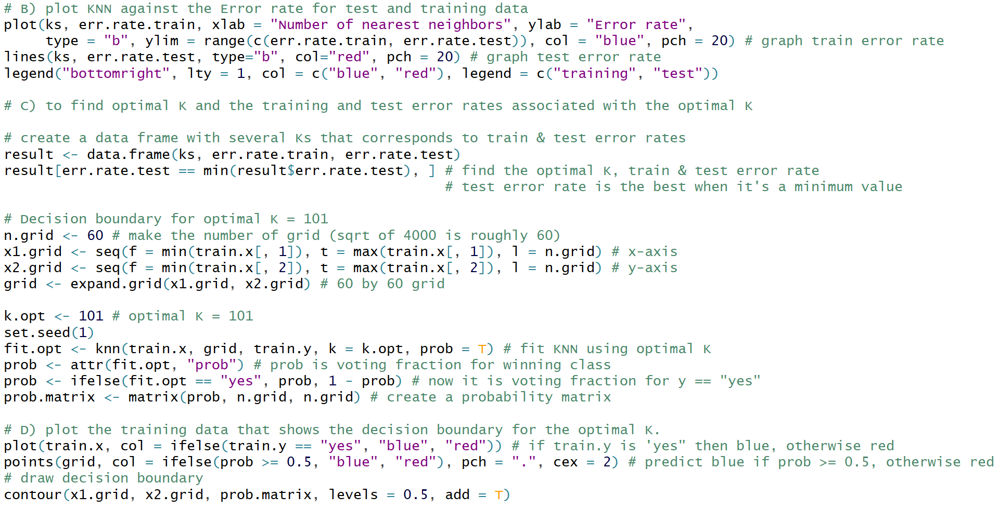 # B) plot KNN against the Error rate for test and training data
plot(ks, err.rate.train, xlab = "Number of nearest neighbors", ylab = "Error rate",
     type = "b", ylim = range(c(err.rate.train, err.rate.test)), col = "blue", pch = 20) # graph train error rate
lines(ks, err.rate.test, type="b", col="red", pch = 20) # graph test error rate
legend("bottomright", lty = 1, col = c("blue", "red"), legend = c("training", "test"))

# C) to find optimal K and the training and test error rates associated with the optimal K

# create a data frame with several Ks that corresponds to train & test error rates
result <- data.frame(ks, err.rate.train, err.rate.test)
result[err.rate.test == min(result$err.rate.test), ] # find the optimal K, train & test error rate
                                                     # test error rate is the best when it's a minimum value

# Decision boundary for optimal K = 101
n.grid <- 60 # make the number of grid (sqrt of 4000 is roughly 60)
x1.grid <- seq(f = min(train.x[, 1]), t = max(train.x[, 1]), l = n.grid) # x-axis
x2.grid <- seq(f = min(train.x[, 2]), t = max(train.x[, 2]), l = n.grid) # y-axis
grid <- expand.grid(x1.grid, x2.grid) # 60 by 60 grid

k.opt <- 101 # optimal K = 101
set.seed(1)
fit.opt <- knn(train.x, grid, train.y, k = k.opt, prob = T) # fit KNN using optimal K
prob <- attr(fit.opt, "prob") # prob is voting fraction for winning class
prob <- ifelse(fit.opt == "yes", prob, 1 - prob) # now it is voting fraction for y == "yes"
prob.matrix <- matrix(prob, n.grid, n.grid) # create a probability matrix

# D) plot the training data that shows the decision boundary for the optimal K.
plot(train.x, col = ifelse(train.y == "yes", "blue", "red")) # if train.y is 'yes" then blue, otherwise red
points(grid, col = ifelse(prob >= 0.5, "blue", "red"), pch = ".", cex = 2) # predict blue if prob >= 0.5, otherwise red
# draw decision boundary
contour(x1.grid, x2.grid, prob.matrix, levels = 0.5, add = T)